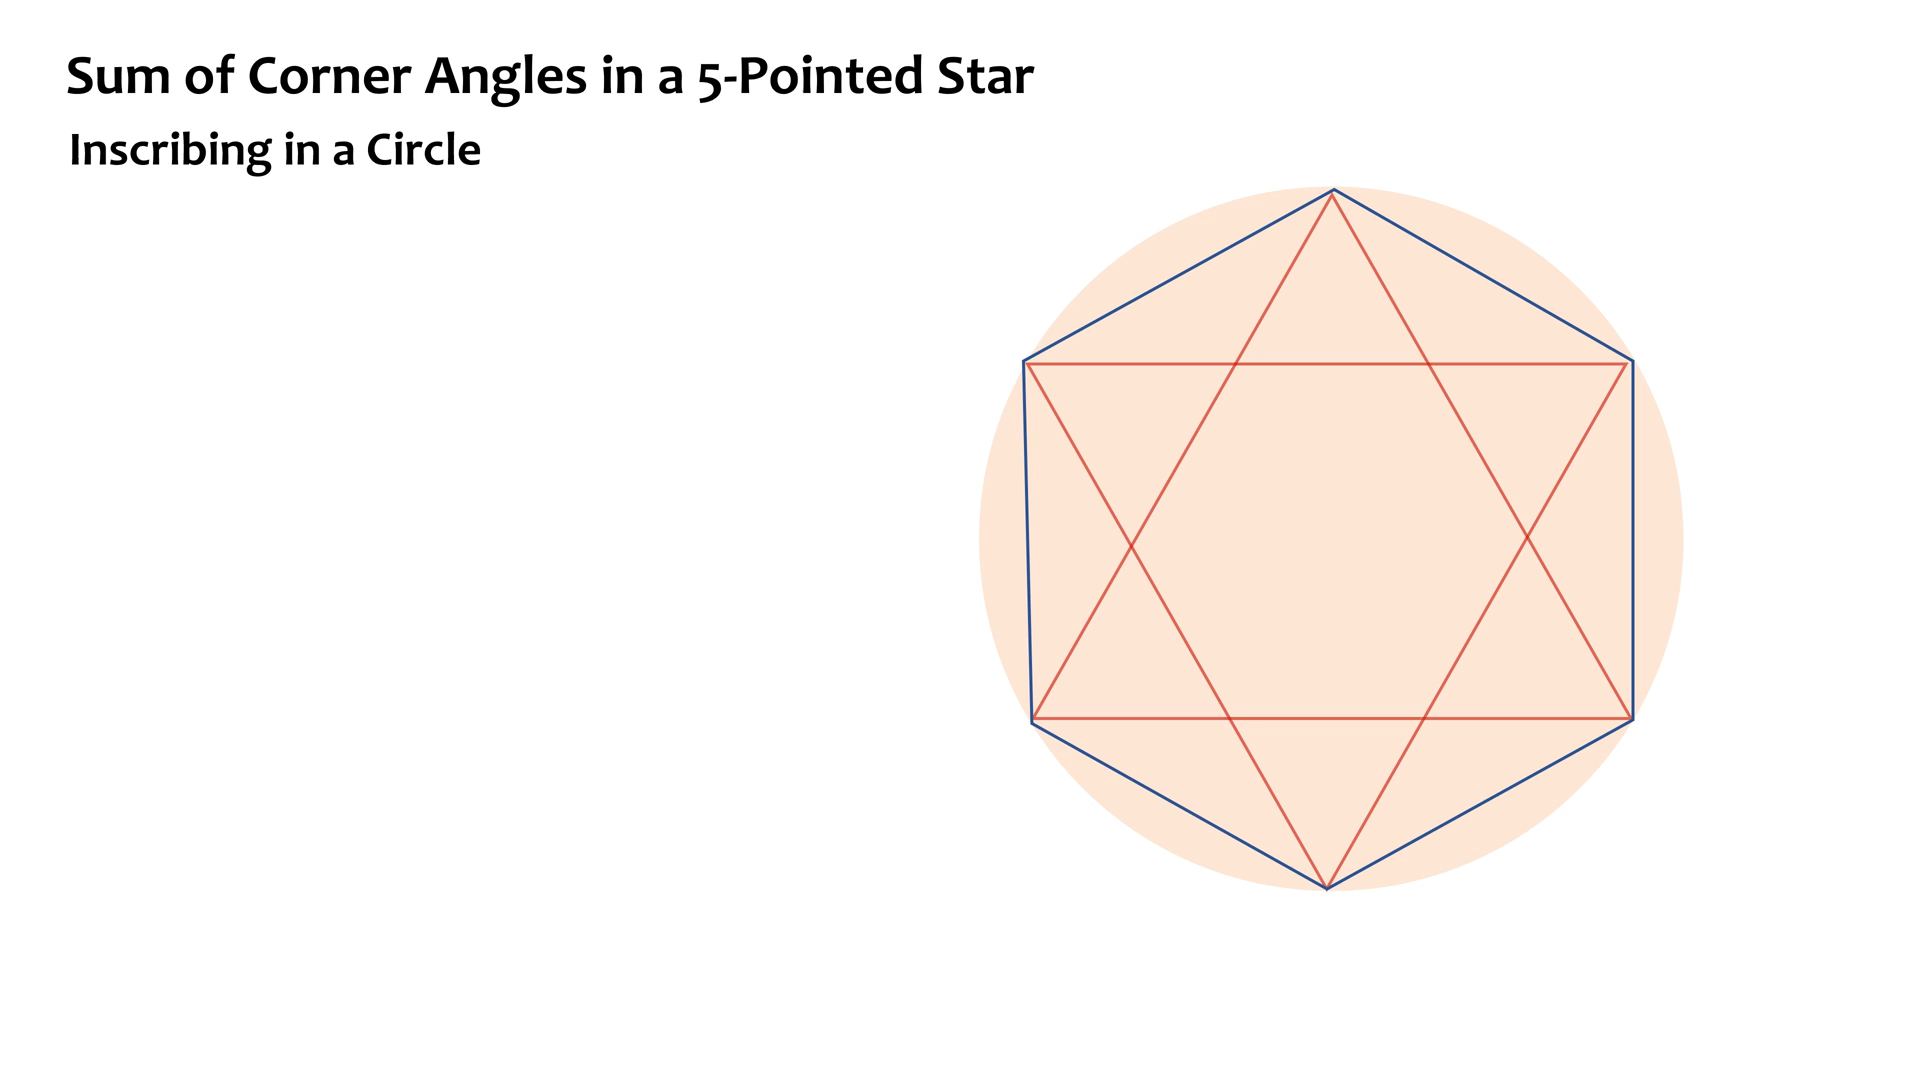 Sum of Corner Angles in a 5-Pointed Star
Inscribing in a Circle